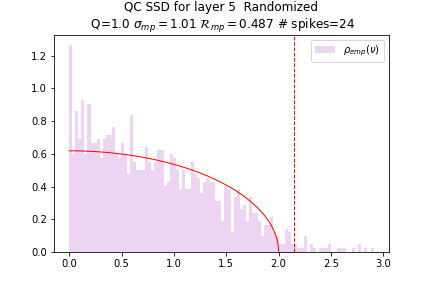 QC SSD for layer 5 Randomized
Q=1.0 σmp = 1.01 ℛmp = 0.487 # spikes=24
ρemp(ν)
1.2
1.0
0.8
0.6
0.4
0.2
0.0
0.0 0.5 1.0 1.5 2.0 2.5 3.0